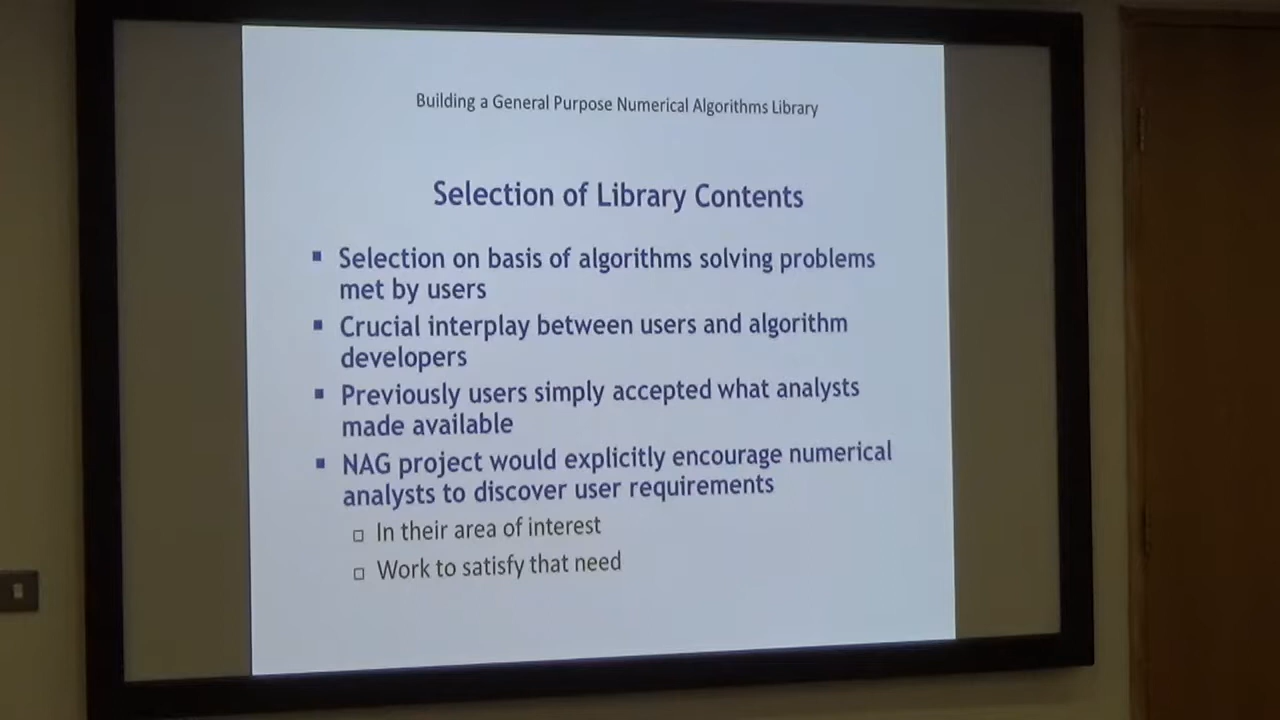 Building a General Purpose Numerical Algorithms Library
Selection of Library Contents
▪ Selection on basis of algorithms solving problems
met by users
▪ Crucial interplay between users and algorithm
developers
▪ Previously users simply accepted what analysts
made available
▪ NAG project would explicitly encourage numerical
analysts to discover user requirements
▫ In their area of interest
▫ Work to satisfy that need